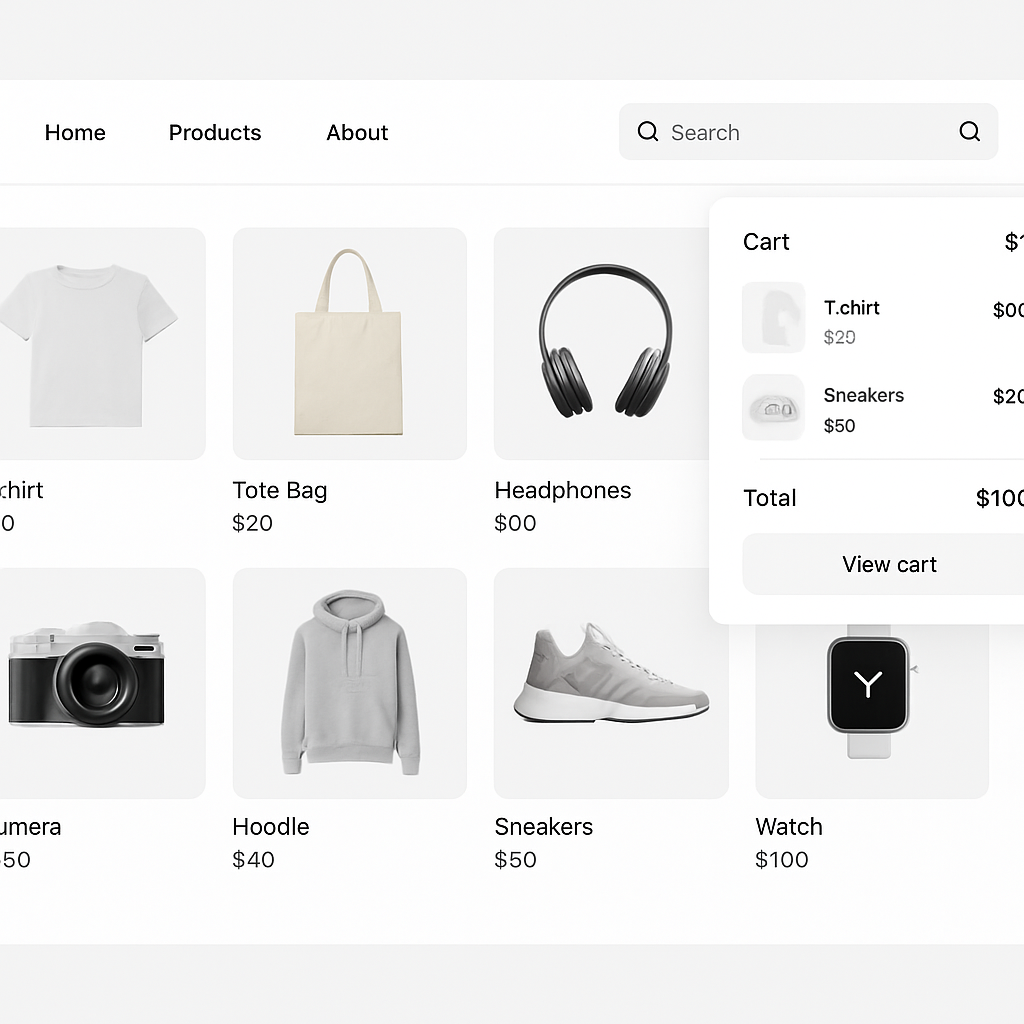 Home Products About Search
Cart $1
T.chirt $00
$20
Sneakers $20
$50
Total $100
View cart
chirt Tote Bag Headphones
0 $20 $00
umera Hoodle Sneakers Watch
50 $40 $50 $100